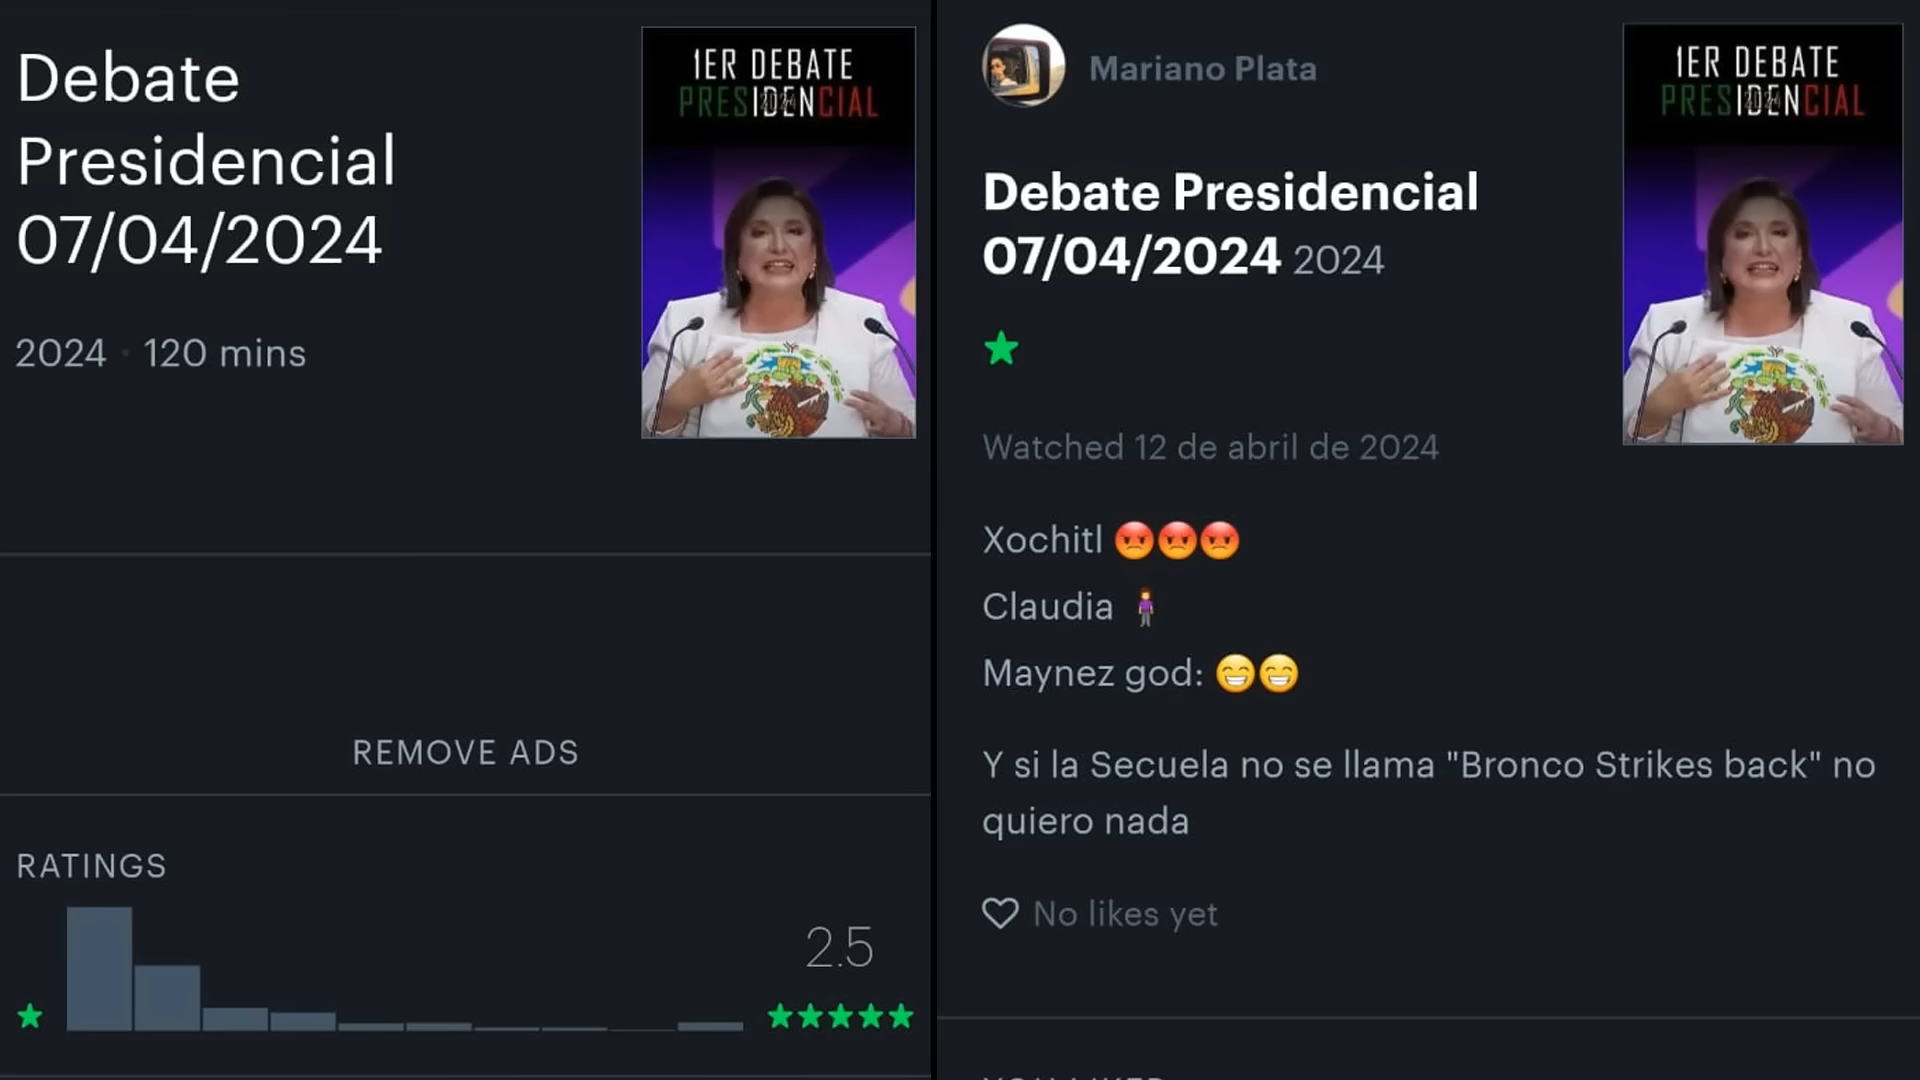 Debate
Presidencial
07/04/2024
2024 · 120 mins
1ER DEBATE
PRESIDENCIAL
2024
REMOVE ADS
RATINGS
2.5
Mariano Plata
Debate Presidencial
07/04/2024 2024
Watched 12 de abril de 2024
Xochitl 😡😡😡
Claudia 🧍‍♀️
Maynez god: 😁😁
Y si la Secuela no se llama "Bronco Strikes back" no
quiero nada
No likes yet
1ER DEBATE
PRESIDENCIAL
2024